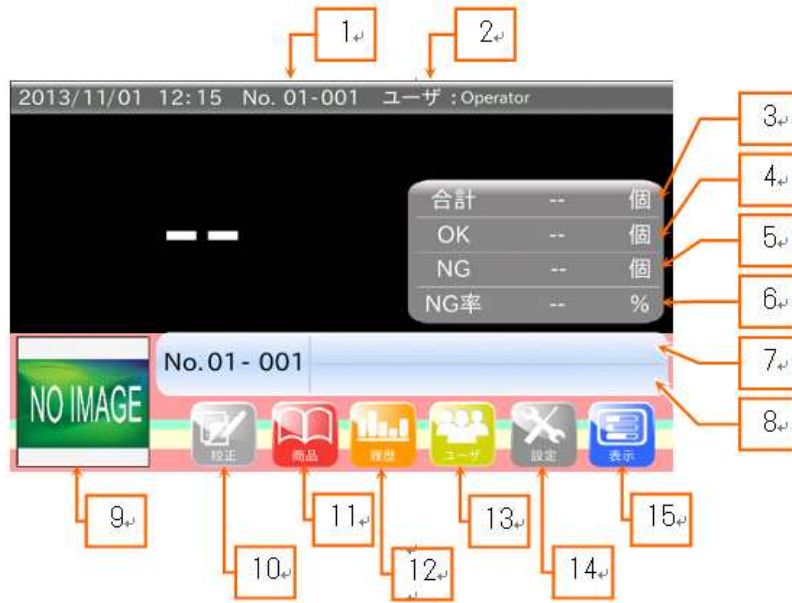 1
2
2013/11/01 12:15 No. 01-001 ユーザ : Operator
3
合計 -- 個
4
--
OK -- 個
5
NG -- 個
6
NG率 -- %
7
No. 01 - 001
8
NO IMAGE
校正
商品
履歴
ユーザ
設定
表示
9
10
11
12
13
14
15